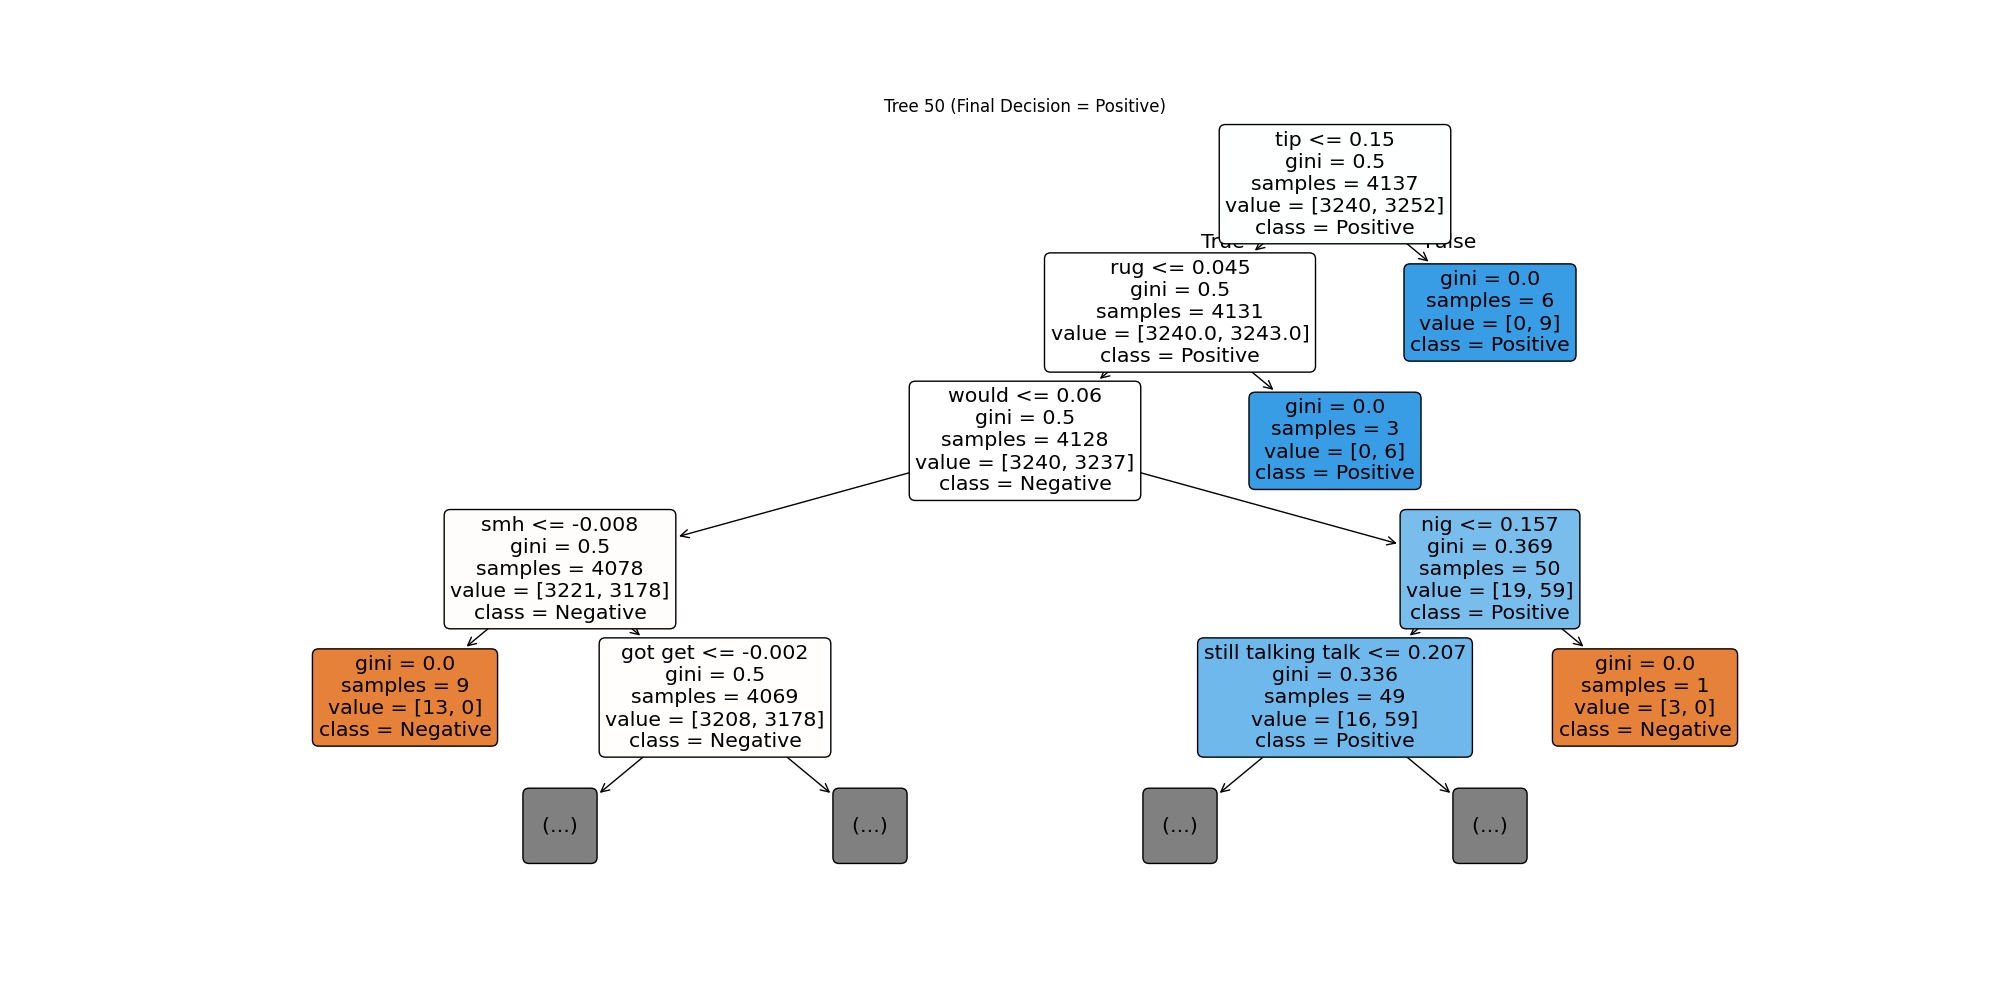 Tree 50 (Final Decision = Positive)
tip <= 0.15
gini = 0.5
samples = 4137
value = [3240, 3252]
class = Positive
True
False
rug <= 0.045
gini = 0.5
samples = 4131
value = [3240.0, 3243.0]
class = Positive
gini = 0.0
samples = 6
value = [0, 9]
class = Positive
would <= 0.06
gini = 0.5
samples = 4128
value = [3240, 3237]
class = Negative
gini = 0.0
samples = 3
value = [0, 6]
class = Positive
smh <= -0.008
gini = 0.5
samples = 4078
value = [3221, 3178]
class = Negative
nig <= 0.157
gini = 0.369
samples = 50
value = [19, 59]
class = Positive
gini = 0.0
samples = 9
value = [13, 0]
class = Negative
got get <= -0.002
gini = 0.5
samples = 4069
value = [3208, 3178]
class = Negative
still talking talk <= 0.207
gini = 0.336
samples = 49
value = [16, 59]
class = Positive
gini = 0.0
samples = 1
value = [3, 0]
class = Negative
(...)
(...)
(...)
(...)